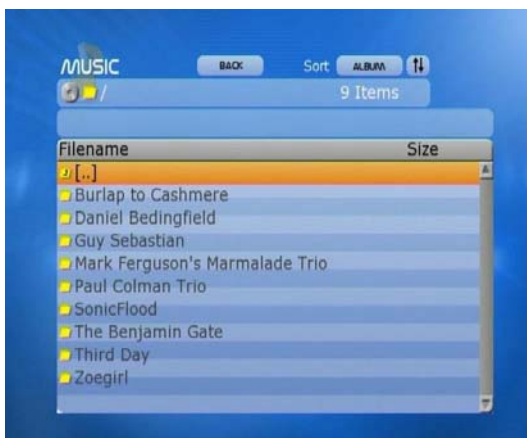 MUSIC BACK Sort ALBUM
/ 9 Items
Filename Size
[..]
Burlap to Cashmere
Daniel Bedingfield
Guy Sebastian
Mark Ferguson's Marmalade Trio
Paul Colman Trio
SonicFlood
The Benjamin Gate
Third Day
Zoegirl